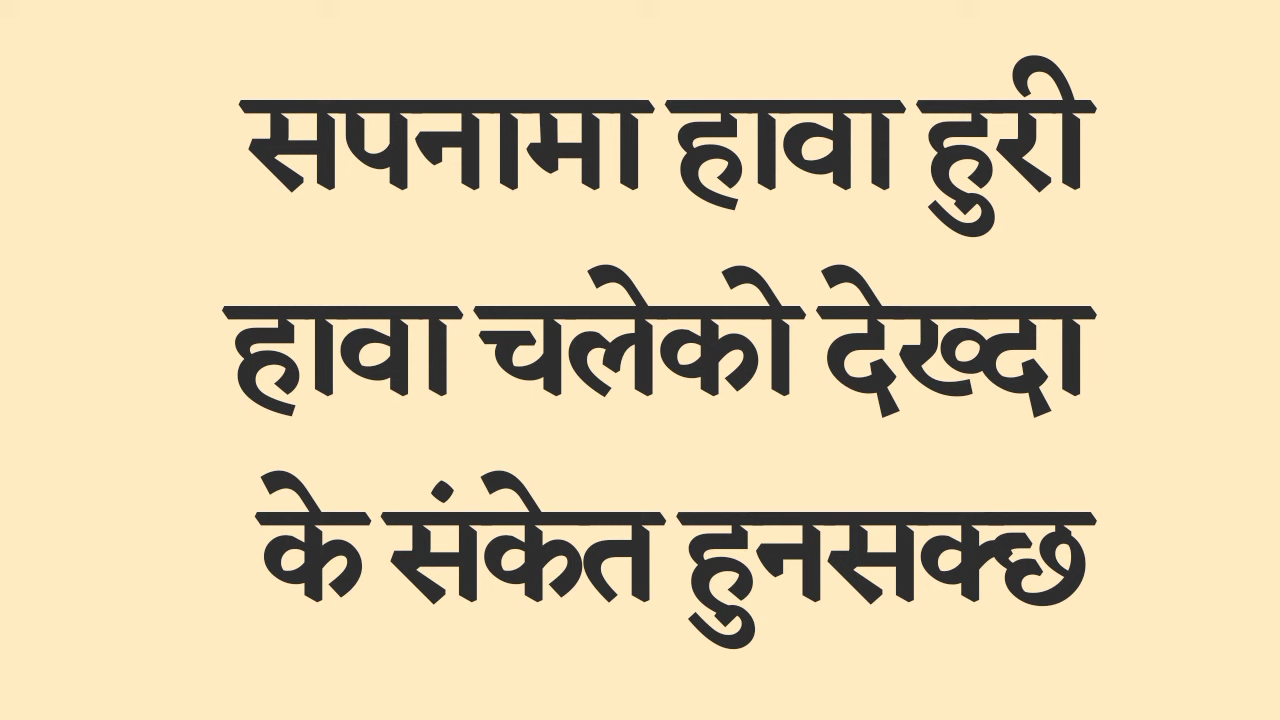 सपनामा हावा हुरी
हावा चलेको देख्दा
के संकेत हुनसक्छ